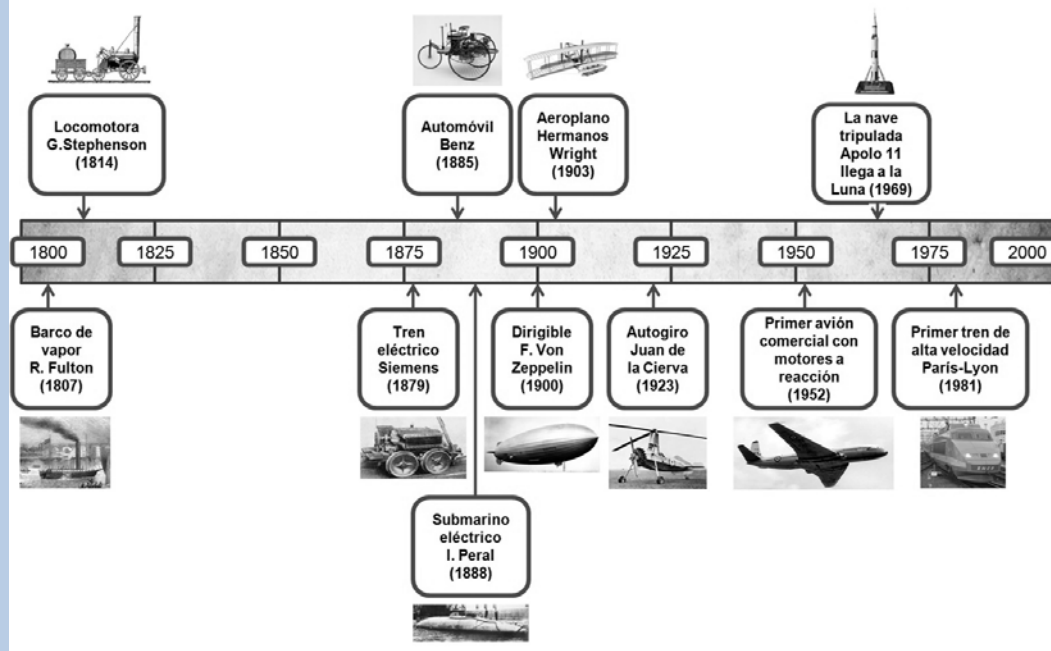 Locomotora
G.Stephenson
(1814)
Automóvil
Benz
(1885)
Aeroplano
Hermanos
Wright
(1903)
La nave
tripulada
Apolo 11
llega a la
Luna (1969)
1800
1825
1850
1875
1900
1925
1950
1975
2000
Barco de
vapor
R. Fulton
(1807)
Tren
eléctrico
Siemens
(1879)
Dirigible
F. Von
Zeppelin
(1900)
Autogiro
Juan de
la Cierva
(1923)
Primer avión
comercial con
motores a
reacción
(1952)
Primer tren de
alta velocidad
París-Lyon
(1981)
Submarino
eléctrico
I. Peral
(1888)